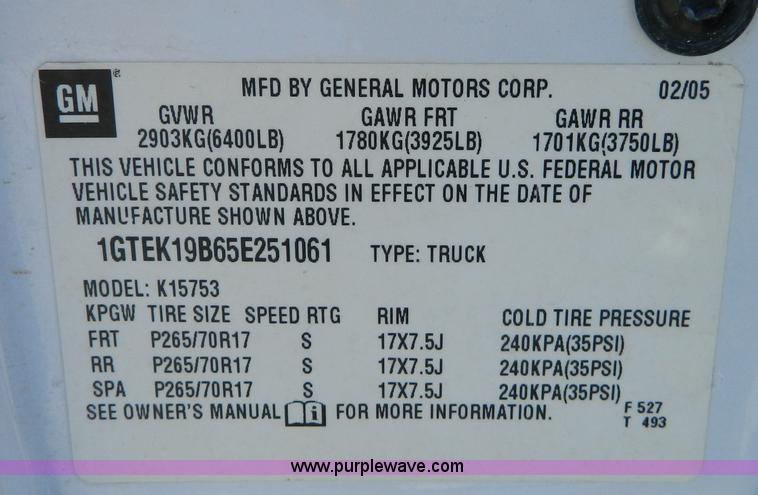 GM
MFD BY GENERAL MOTORS CORP. 02/05
GVWR GAWR FRT GAWR RR
2903KG(6400LB) 1780KG(3925LB) 1701KG(3750LB)
THIS VEHICLE CONFORMS TO ALL APPLICABLE U.S. FEDERAL MOTOR
VEHICLE SAFETY STANDARDS IN EFFECT ON THE DATE OF
MANUFACTURE SHOWN ABOVE.
1GTEK19B65E251061 TYPE: TRUCK
MODEL: K15753
KPGW TIRE SIZE SPEED RTG RIM COLD TIRE PRESSURE
FRT P265/70R17 S 17X7.5J 240KPA(35PSI)
RR P265/70R17 S 17X7.5J 240KPA(35PSI)
SPA P265/70R17 S 17X7.5J 240KPA(35PSI)
SEE OWNER'S MANUAL i FOR MORE INFORMATION. F 527
T 493
www.purplewave.com